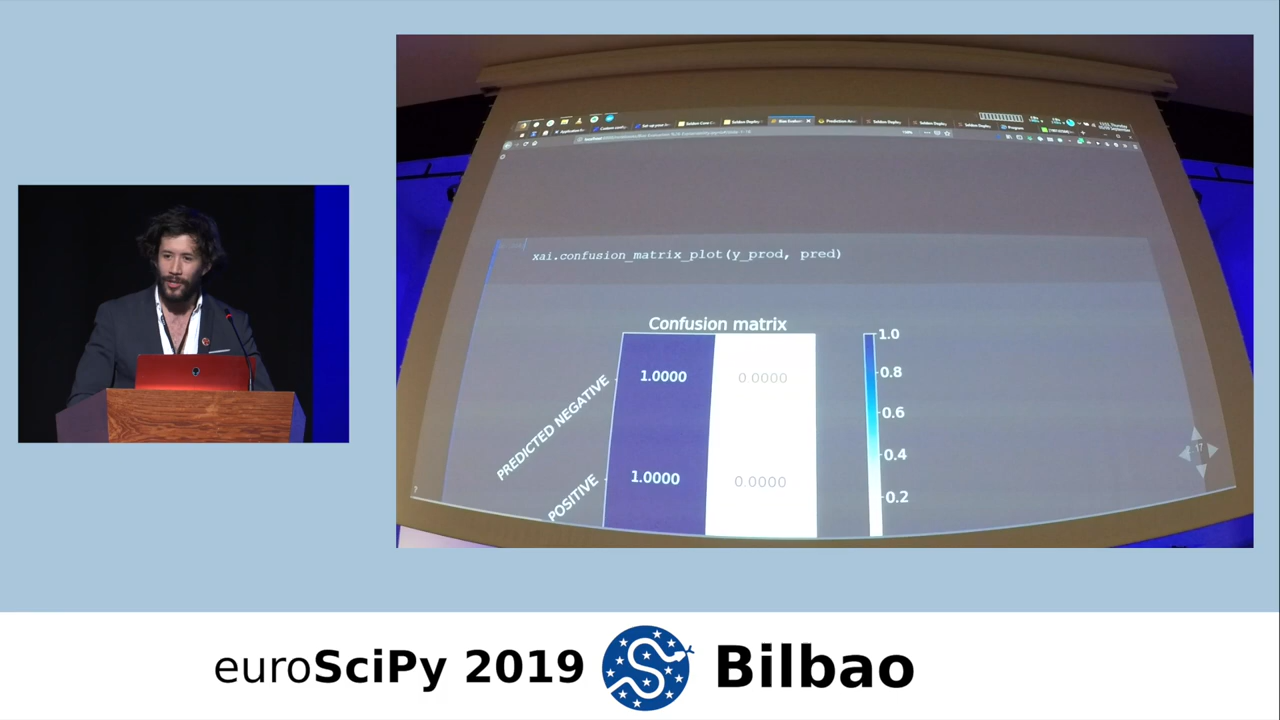 xai.confusion_matrix_plot(y_prod, pred)
Confusion matrix
1.0000
0.0000
1.0000
0.0000
PREDICTED NEGATIVE
POSITIVE
1.0
0.8
0.6
0.4
0.2
17
?
euroSciPy 2019 Bilbao